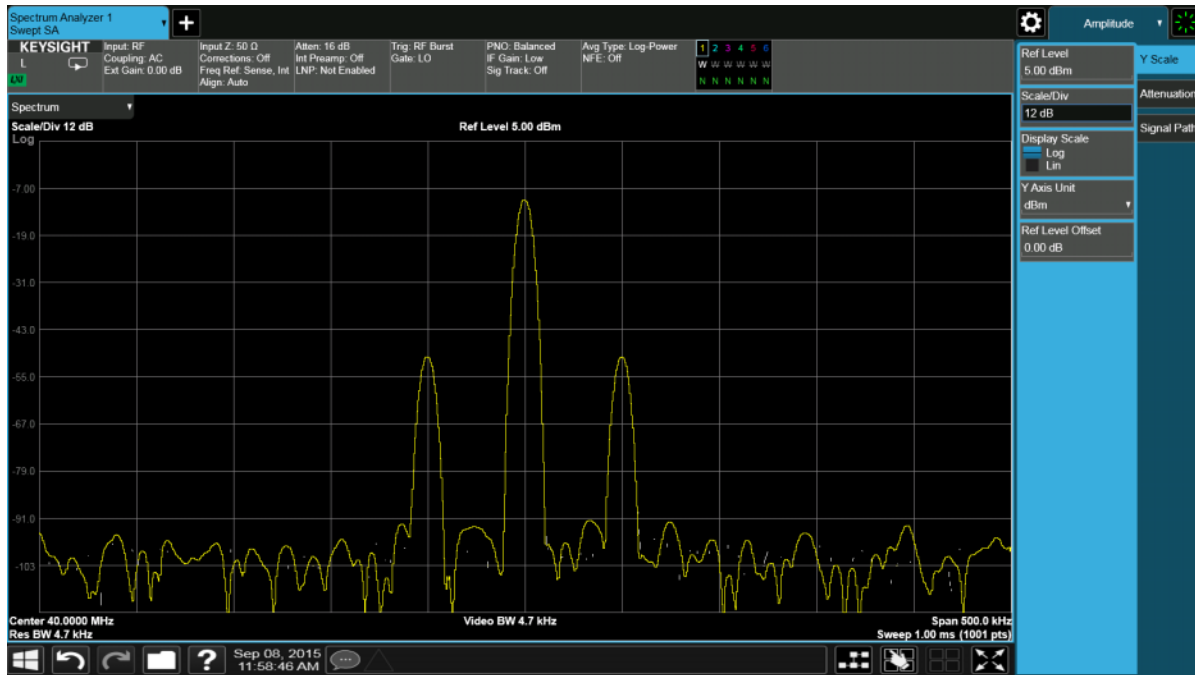 Spectrum Analyzer 1
Swept SA
Amplitude
KEYSIGHT
L
LXI
Input: RF
Coupling: AC
Ext Gain: 0.00 dB
Input Z: 50 Ω
Corrections: Off
Freq Ref: Sense, Int
Align: Auto
Atten: 16 dB
Int Preamp: Off
LNP: Not Enabled
Trig: RF Burst
Gate: LO
PNO: Balanced
IF Gain: Low
Sig Track: Off
Avg Type: Log-Power
NFE: Off
1 2 3 4 5 6
W W W W W W
N N N N N N
Spectrum
Scale/Div 12 dB
Ref Level 5.00 dBm
Log
-7.00
-19.0
-31.0
-43.0
-55.0
-67.0
-79.0
-91.0
-103
Center 40.0000 MHz
Video BW 4.7 kHz
Span 500.0 kHz
Res BW 4.7 kHz
Sweep 1.00 ms (1001 pts)
Ref Level
5.00 dBm
Scale/Div
12 dB
Display Scale
Log
Lin
Y Axis Unit
dBm
Ref Level Offset
0.00 dB
Y Scale
Attenuation
Signal Path
?
Sep 08, 2015
11:58:46 AM